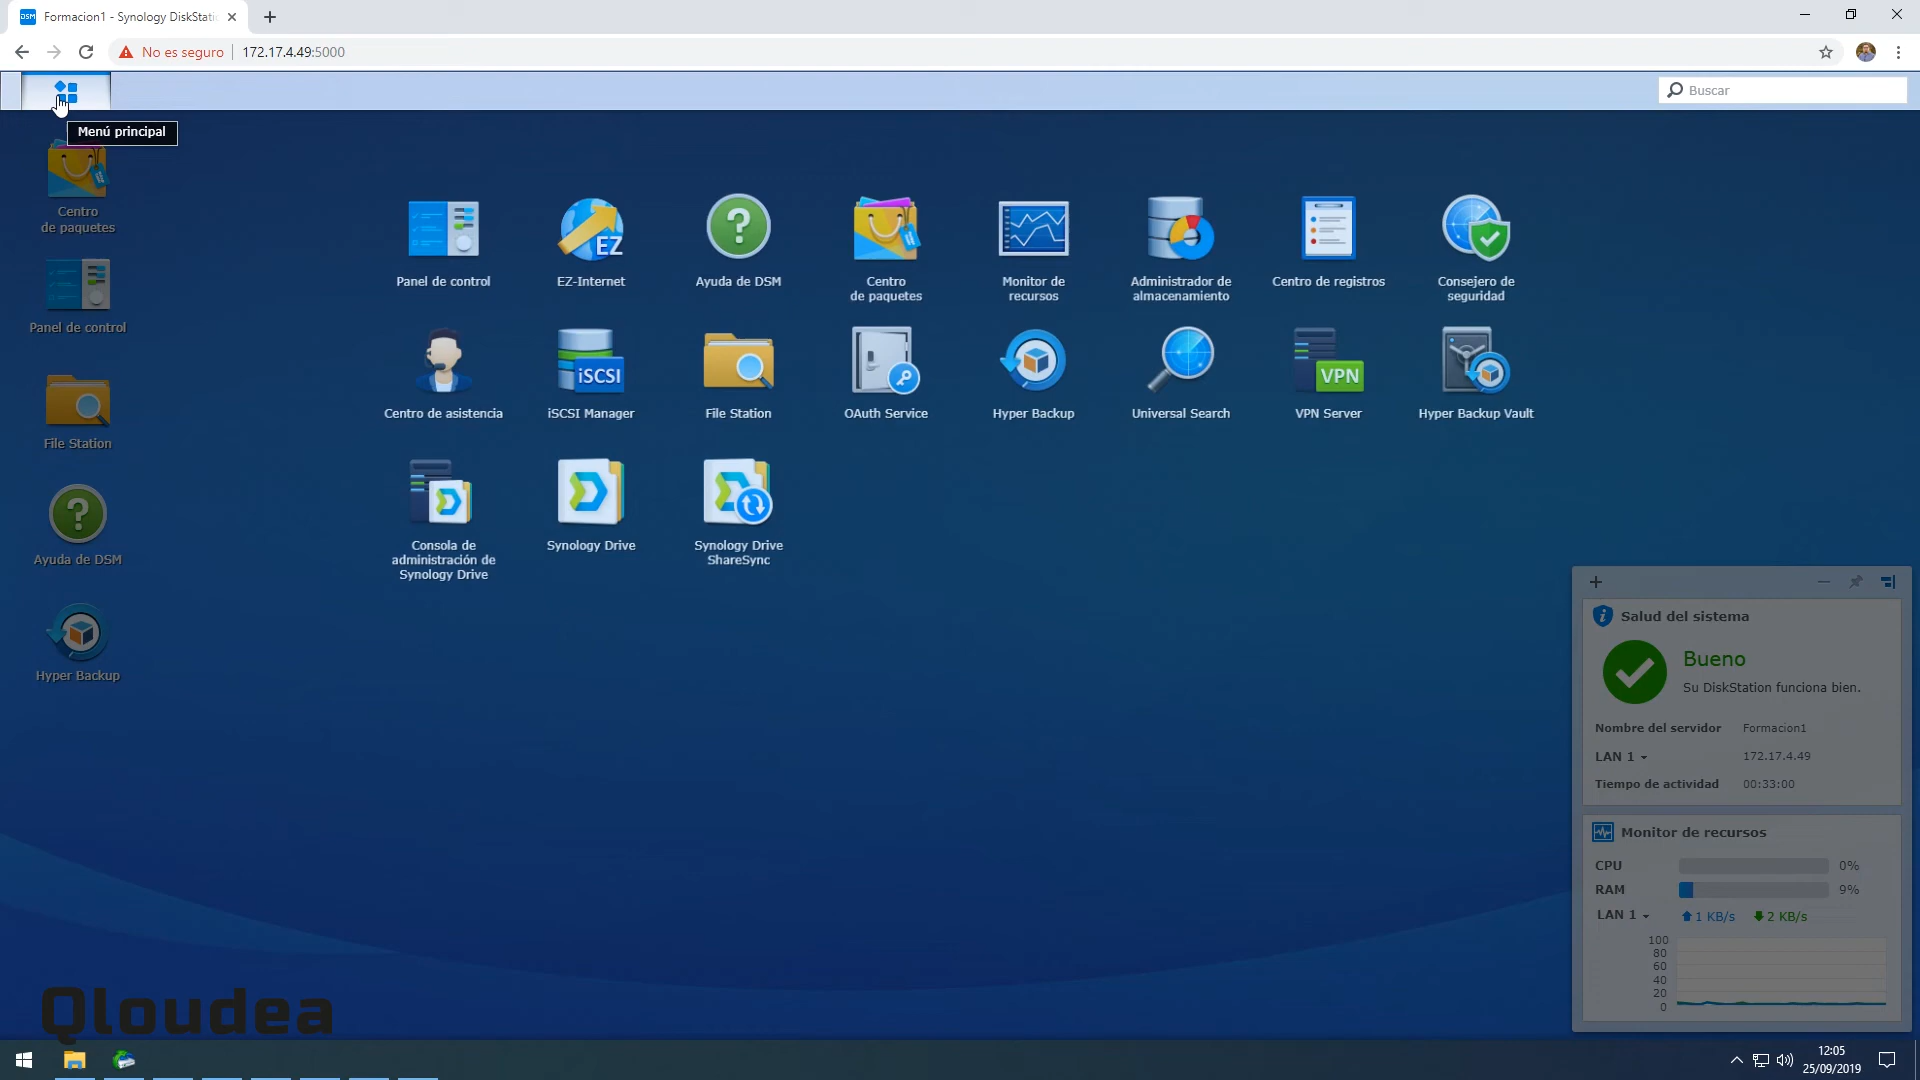 Formacion1 - Synology DiskStati
No es seguro
172.17.4.49:5000
Buscar
Menú principal
Centro
de paquetes
Panel de control
File Station
Ayuda de DSM
Hyper Backup
Panel de control
EZ
EZ-Internet
Ayuda de DSM
Centro
de paquetes
Monitor de
recursos
Administrador de
almacenamiento
Centro de registros
Consejero de
seguridad
Centro de asistencia
iSCSI
iSCSI Manager
File Station
OAuth Service
Hyper Backup
Universal Search
VPN
VPN Server
Hyper Backup Vault
Consola de
administración de
Synology Drive
Synology Drive
Synology Drive
ShareSync
Salud del sistema
Bueno
Su DiskStation funciona bien.
Nombre del servidor Formacion1
LAN 1 172.17.4.49
Tiempo de actividad 00:33:00
Monitor de recursos
CPU 0%
RAM 9%
LAN 1 1 KB/s 2 KB/s
100
80
60
40
20
0
Qloudea
12:05
25/09/2019